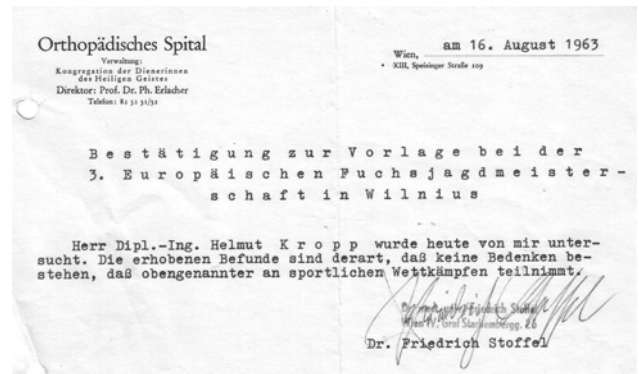 Orthopädisches Spital
Verwaltung:
Kongregation der Dienerinnen
des Heiligen Geistes
Direktor: Prof. Dr. Ph. Erlacher
Telefon: 82 32 31/32
Wien, am 16. August 1963
XIII, Speisinger Straße 109
Bestätigung zur Vorlage bei der
3. Europäischen Fuchsjagdmeister-
schaft in Wilnius
Herr Dipl.-Ing. Helmut Kropp wurde heute von mir unter-
sucht. Die erhobenen Befunde sind derart, daß keine Bedenken be-
stehen, daß obengenannter an sportlichen Wettkämpfen teilnimmt.
Friedrich Stoffel
Wien IV, Graf Starhembergg. 26
Dr. Friedrich Stoffel